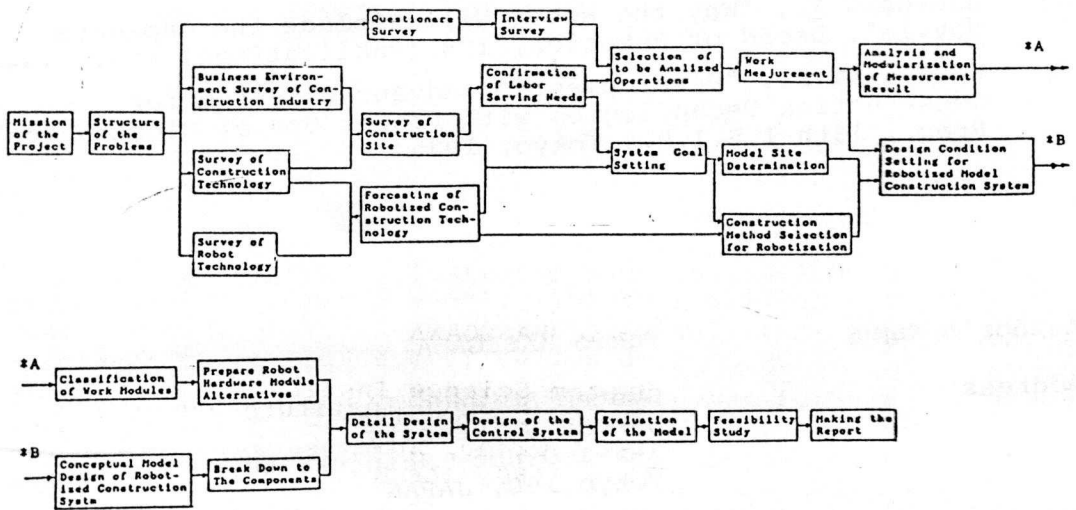 Questionare
Survey
Interview
Survey
Business Environ-
ment Survey of Con-
struction Industry
Confirmation
of Labor
Serving Needs
Selection of
to be Analized
Operations
Work
Meajurement
Analysis and
Modularization
of Measurement
Result
*A
Mission of
the Project
Structure of
the Problems
Survey of
Construction
Site
Survey of
Construction
Technology
System Goal
Setting
Model Site
Determination
Design Condition
Setting for
Robotized Model
Construction System
*B
Forcasting of
Robotized Con-
struction Tech-
nology
Construction
Method Selection
for Robotization
Survey of
Robot
Technology
*A
Classification
of Work Modules
Prepare Robot
Hardware Module
Alternatives
Detail Design
of the System
Design of the
Control System
Evaluation
of the Model
Feasibility
Study
Making the
Report
*B
Conceptual Model
Design of Robot-
ized Construction
Systm
Break Down to
The Components